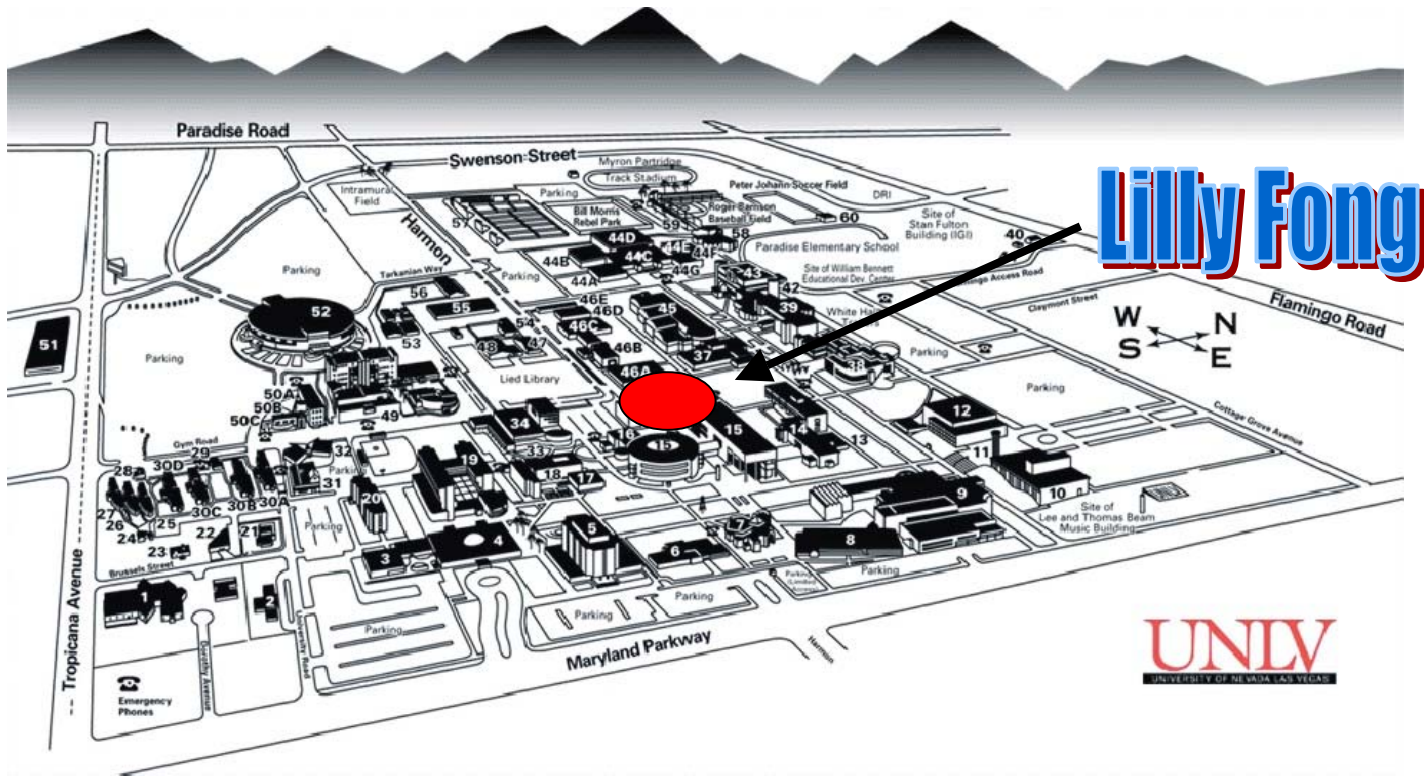 Paradise Road
Swenson Street
Myron Partridge
Track Stadium
Intramural
Field
Parking
Bill Morris
Rebel Park
Peter Johann Soccer Field
Roger Barnson
Baseball Field
DRI
60
Site of
Stan Fulton
Building (IGI)
40
Lilly Fong
57
59
58
Harmon
44D
44E
44F
44B
44C
44G
44A
Paradise Elementary School
Site of William Bennett
Educational Dev. Center
Flamingo Road
Claymont Street
Parking
Tarkanian Way
Parking
56
55
46E
46D
46C
45
43
42
39
W
N
S
E
51
52
Parking
53
54
48
47
46B
46A
37
38
Parking
Parking
Lied Library
50A
50B
50C
49
Gym Road
34
33
16
15
15
14
13
12
11
10
Cottage Grove Avenue
28
29
30D
32
31
Parking
19
18
17
27
26
25
24
30C
30B
30A
20
22
21
23
Parking
Brussels Street
3
4
5
6
7
8
9
Site of
Lee and Thomas Beam
Music Building
1
2
Parking
Parking
Parking
Parking
(Limited
Access)
Parking
Tropicana Avenue
Dorothy Avenue
University Road
Maryland Parkway
Harmon
Emergency
Phones
UNLV
UNIVERSITY OF NEVADA LAS VEGAS